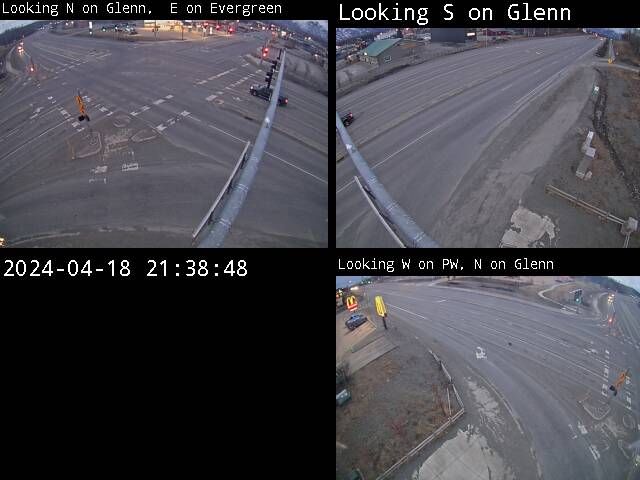 Looking N on Glenn,  E on Evergreen
Looking S on Glenn
2024-04-18 21:38:48
Looking W on PW, N on Glenn